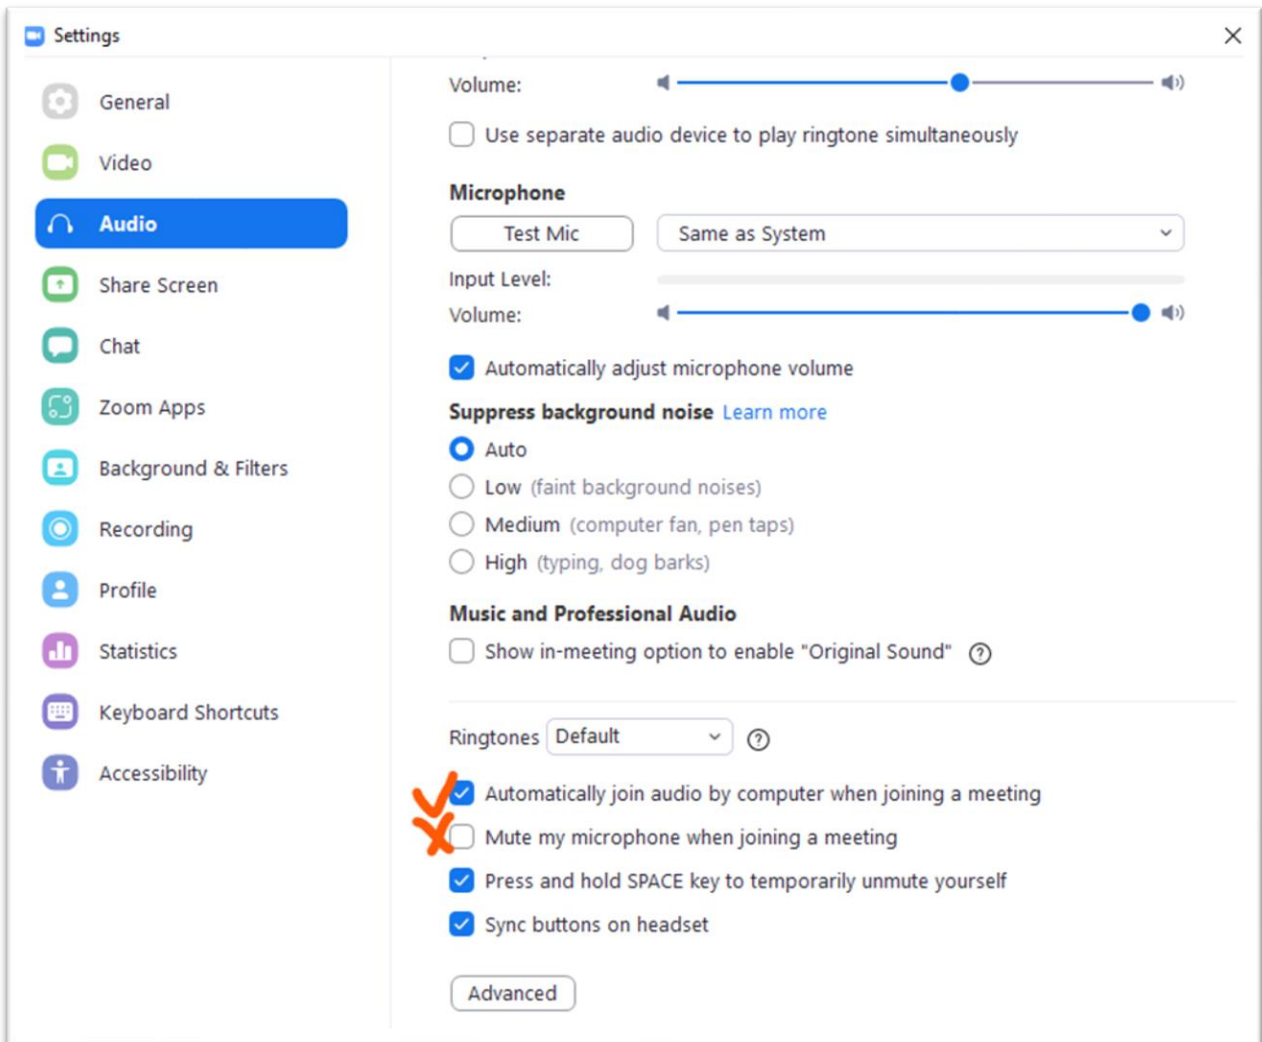 Settings
General
Video
Audio
Share Screen
Chat
Zoom Apps
Background & Filters
Recording
Profile
Statistics
Keyboard Shortcuts
Accessibility
Volume:
Use separate audio device to play ringtone simultaneously
Microphone
Test Mic Same as System
Input Level:
Volume:
Automatically adjust microphone volume
Suppress background noise Learn more
Auto
Low (faint background noises)
Medium (computer fan, pen taps)
High (typing, dog barks)
Music and Professional Audio
Show in-meeting option to enable "Original Sound" ?
Ringtones Default ?
Automatically join audio by computer when joining a meeting
Mute my microphone when joining a meeting
Press and hold SPACE key to temporarily unmute yourself
Sync buttons on headset
Advanced